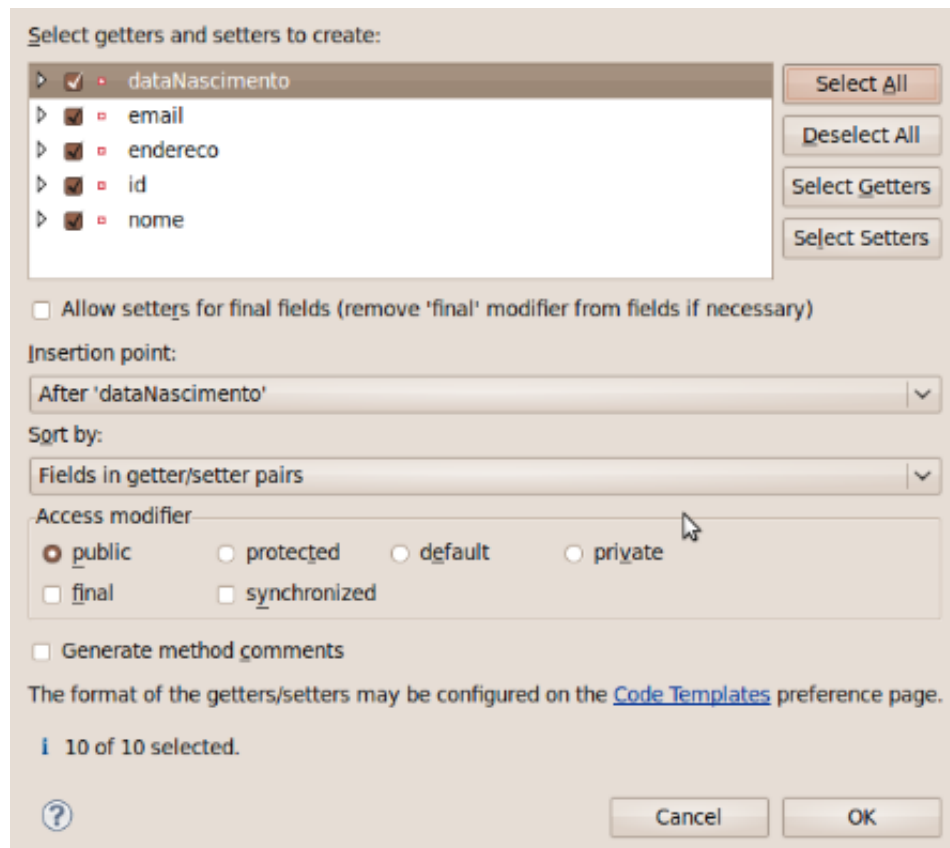 Select getters and setters to create:
dataNascimento
Select All
email
Deselect All
endereco
id
Select Getters
nome
Select Setters
Allow setters for final fields (remove 'final' modifier from fields if necessary)
Insertion point:
After 'dataNascimento'
Sort by:
Fields in getter/setter pairs
Access modifier
public protected default private
final synchronized
Generate method comments
The format of the getters/setters may be configured on the Code Templates preference page.
i 10 of 10 selected.
? Cancel OK